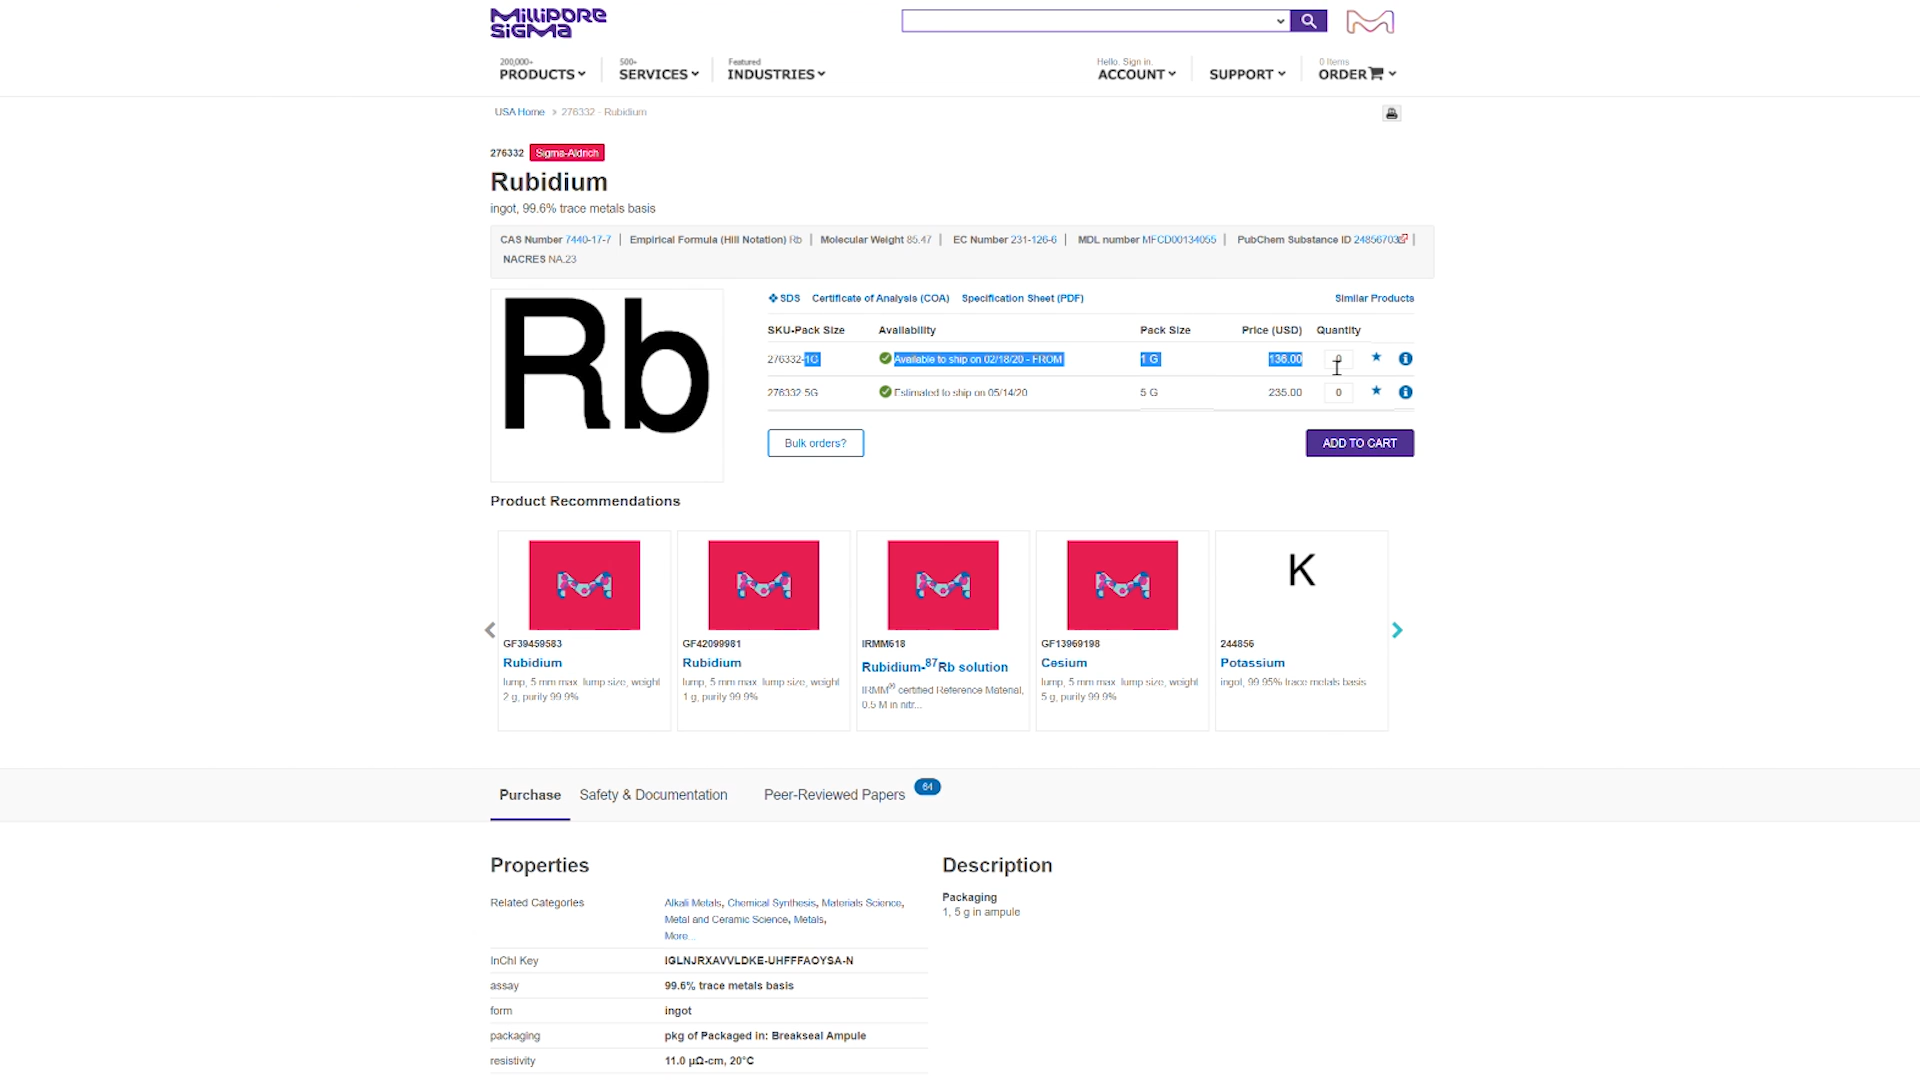 MilliPORe
SiGMa
200,000+
PRODUCTS
500+
SERVICES
Featured
INDUSTRIES
Hello. Sign in.
ACCOUNT
SUPPORT
0 Items
ORDER
USA Home > 276332 - Rubidium
276332 Sigma-Aldrich
Rubidium
ingot, 99.6% trace metals basis
CAS Number 7440-17-7 | Empirical Formula (Hill Notation) Rb | Molecular Weight 85.47 | EC Number 231-126-6 | MDL number MFCD00134055 | PubChem Substance ID 24856703 |
NACRES NA.23
Rb
SDS Certificate of Analysis (COA) Specification Sheet (PDF) Similar Products
SKU-Pack Size Availability Pack Size Price (USD) Quantity
276332-1G Available to ship on 02/18/20 - FROM 1 G 136.00 0
276332-5G Estimated to ship on 05/14/20 5 G 235.00 0
Bulk orders? ADD TO CART
Product Recommendations
GF39459583
Rubidium
lump, 5 mm max. lump size, weight
2 g, purity 99.9%
GF42099981
Rubidium
lump, 5 mm max. lump size, weight
1 g, purity 99.9%
IRMM618
Rubidium-87Rb solution
IRMM® certified Reference Material,
0.5 M in nitr...
GF13969198
Cesium
lump, 5 mm max. lump size, weight
5 g, purity 99.9%
K
244856
Potassium
ingot, 99.95% trace metals basis
Purchase Safety & Documentation Peer-Reviewed Papers 64
Properties
Related Categories Alkali Metals, Chemical Synthesis, Materials Science,
Metal and Ceramic Science, Metals,
More...
InChI Key IGLNJRXAVVLDKE-UHFFFAOYSA-N
assay 99.6% trace metals basis
form ingot
packaging pkg of Packaged in: Breakseal Ampule
resistivity 11.0 μΩ-cm, 20°C
Description
Packaging
1, 5 g in ampule